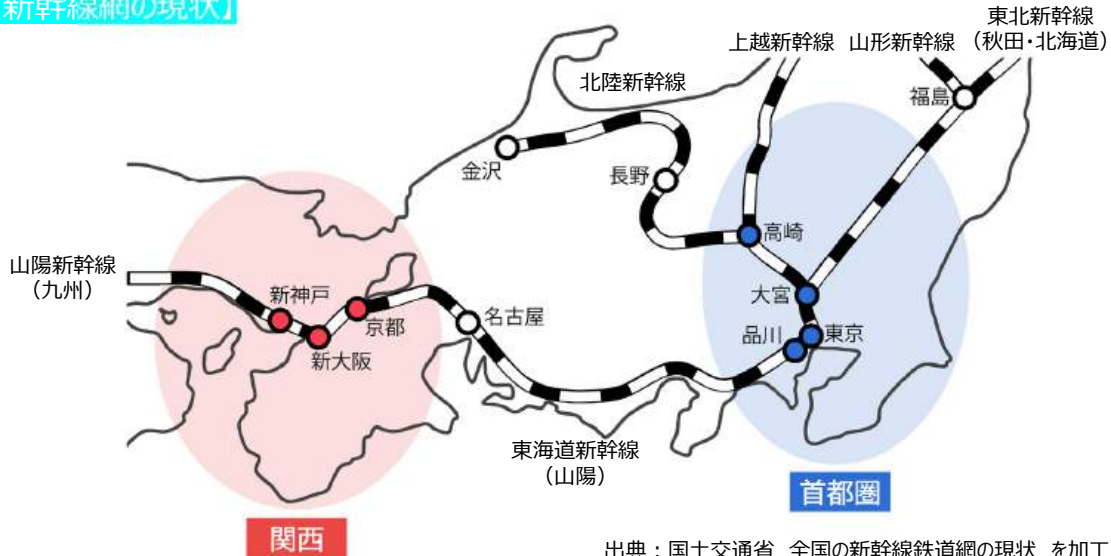 新幹線網の現状】
東北新幹線
（秋田・北海道）
上越新幹線
山形新幹線
北陸新幹線
福島
金沢
長野
高崎
山陽新幹線
（九州）
新神戸
京都
新大阪
名古屋
大宮
品川
東京
東海道新幹線
（山陽）
首都圏
関西
出典：国土交通省 全国の新幹線鉄道網の現状 を加工